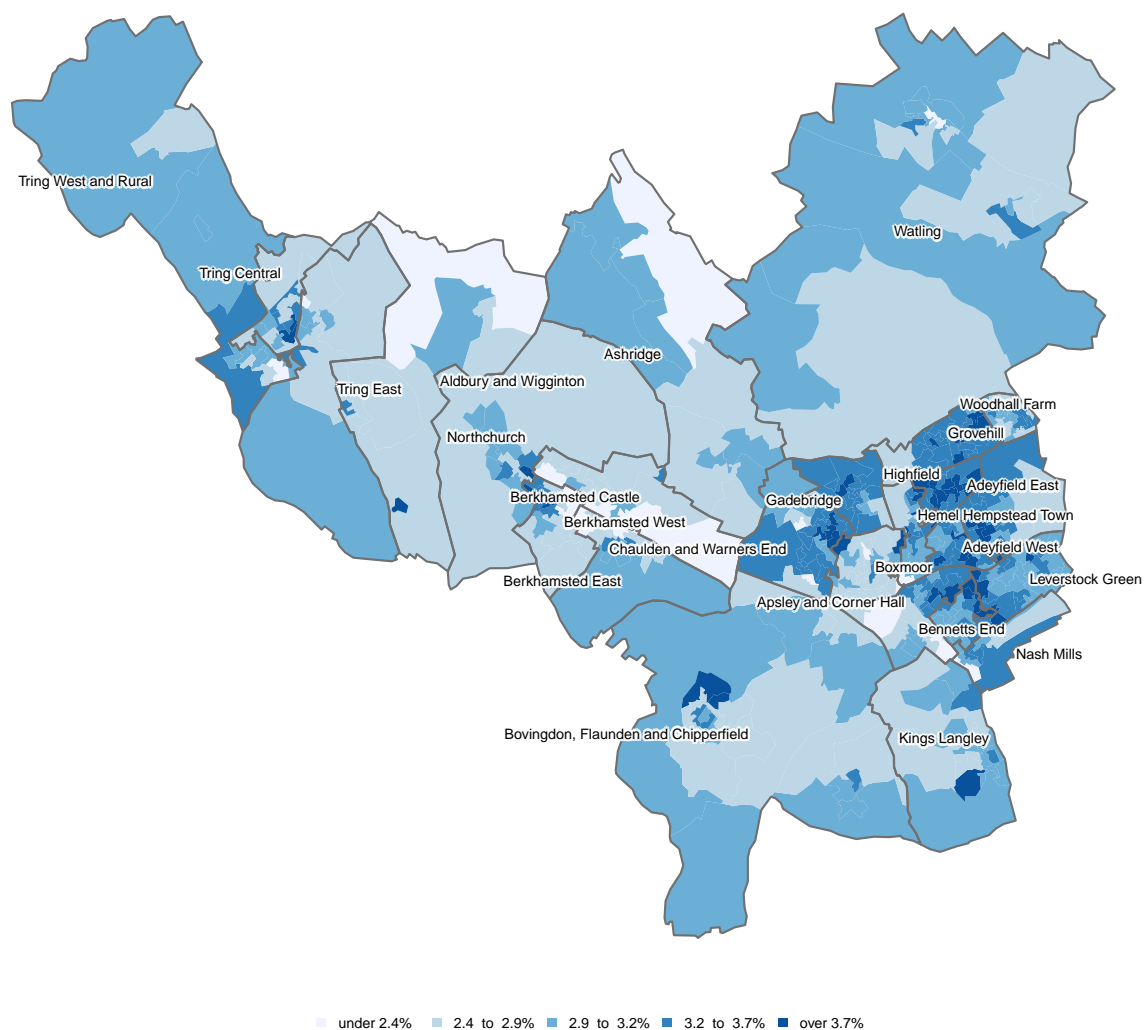 Tring West and Rural
Watling
Tring Central
Ashridge
Aldbury and Wigginton
Tring East
Woodhall Farm
Grovehill
Northchurch
Highfield
Adeyfield East
Berkhamsted Castle
Gadebridge
Hemel Hempstead Town
Berkhamsted West
Chaulden and Warners End
Adeyfield West
Boxmoor
Berkhamsted East
Leverstock Green
Apsley and Corner Hall
Bennetts End
Nash Mills
Bovingdon, Flaunden and Chipperfield
Kings Langley
under 2.4% 2.4 to 2.9% 2.9 to 3.2% 3.2 to 3.7% over 3.7%